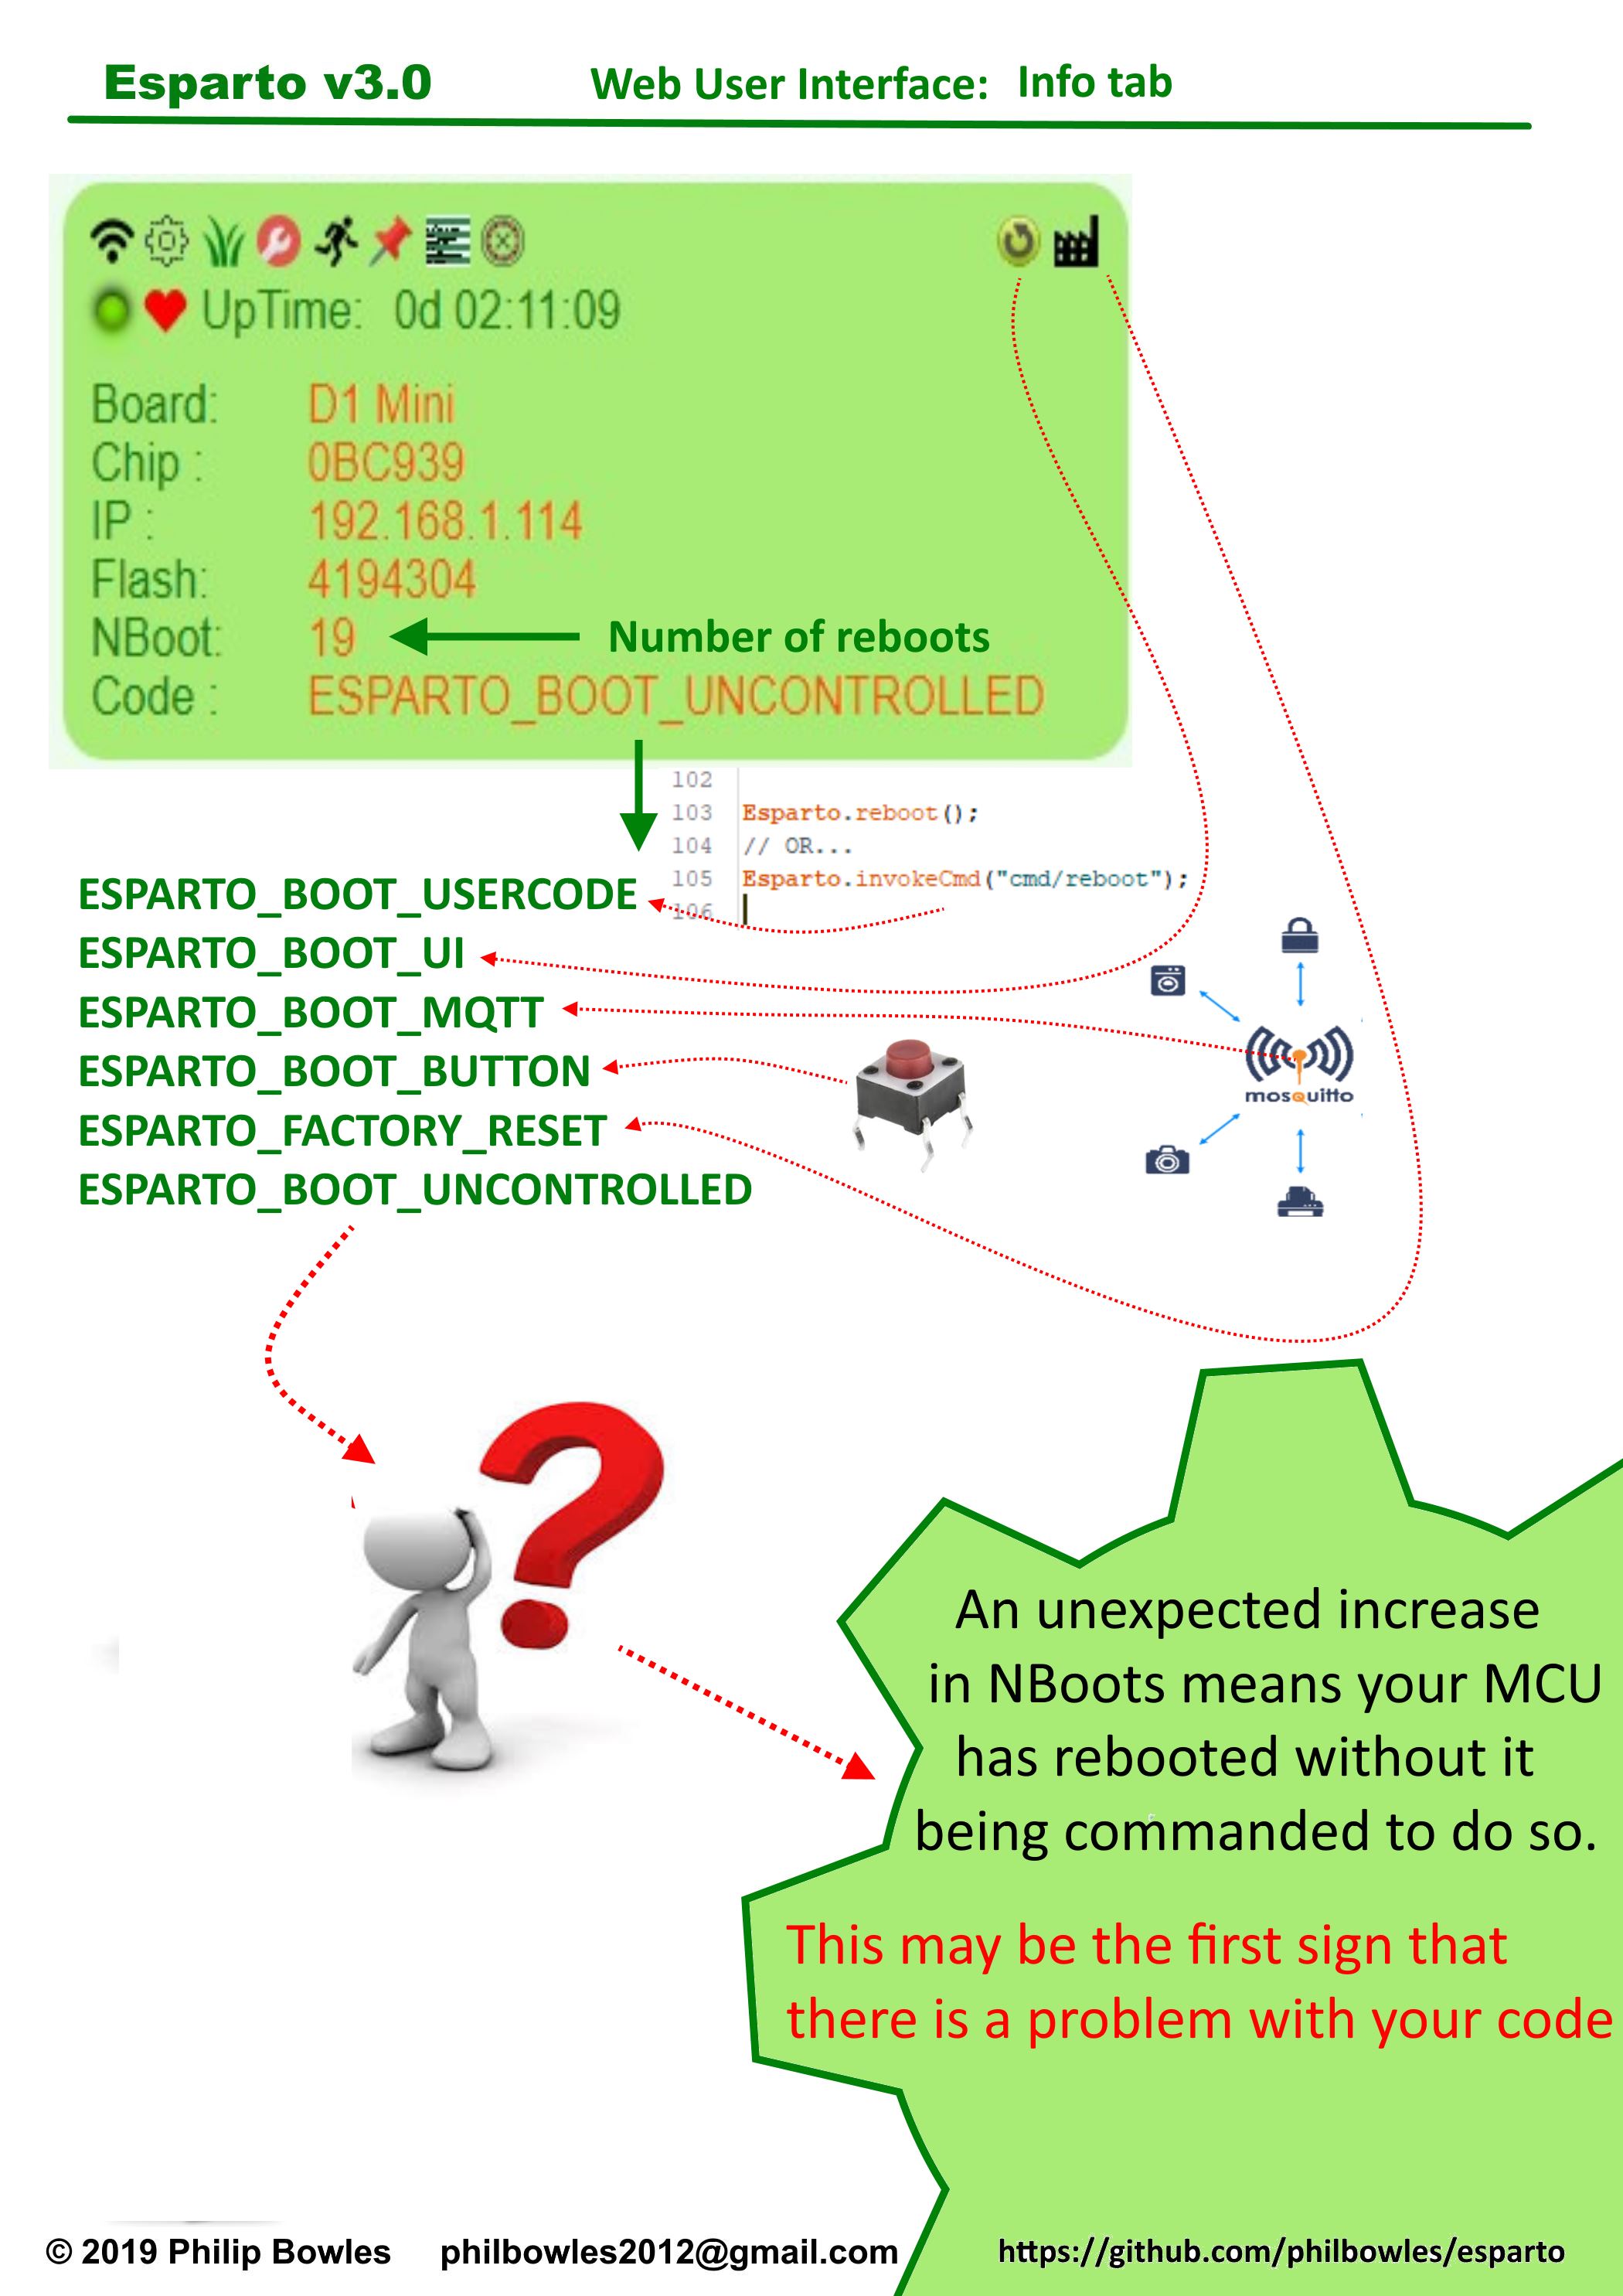 Esparto v3.0 Web User Interface: Info tab
UpTime: 0d 02:11:09
Board: D1 Mini
Chip : 0BC939
IP : 192.168.1.114
Flash: 4194304
NBoot: 19 Number of reboots
Code : ESPARTO_BOOT_UNCONTROLLED
102
103 Esparto.reboot();
104 // OR...
105 Esparto.invokeCmd("cmd/reboot");
106
ESPARTO_BOOT_USERCODE
ESPARTO_BOOT_UI
ESPARTO_BOOT_MQTT
ESPARTO_BOOT_BUTTON
ESPARTO_FACTORY_RESET
ESPARTO_BOOT_UNCONTROLLED
mosquitto
An unexpected increase
in NBoots means your MCU
has rebooted without it
being commanded to do so.
This may be the first sign that
there is a problem with your code
© 2019 Philip Bowles philbowles2012@gmail.com https://github.com/philbowles/esparto